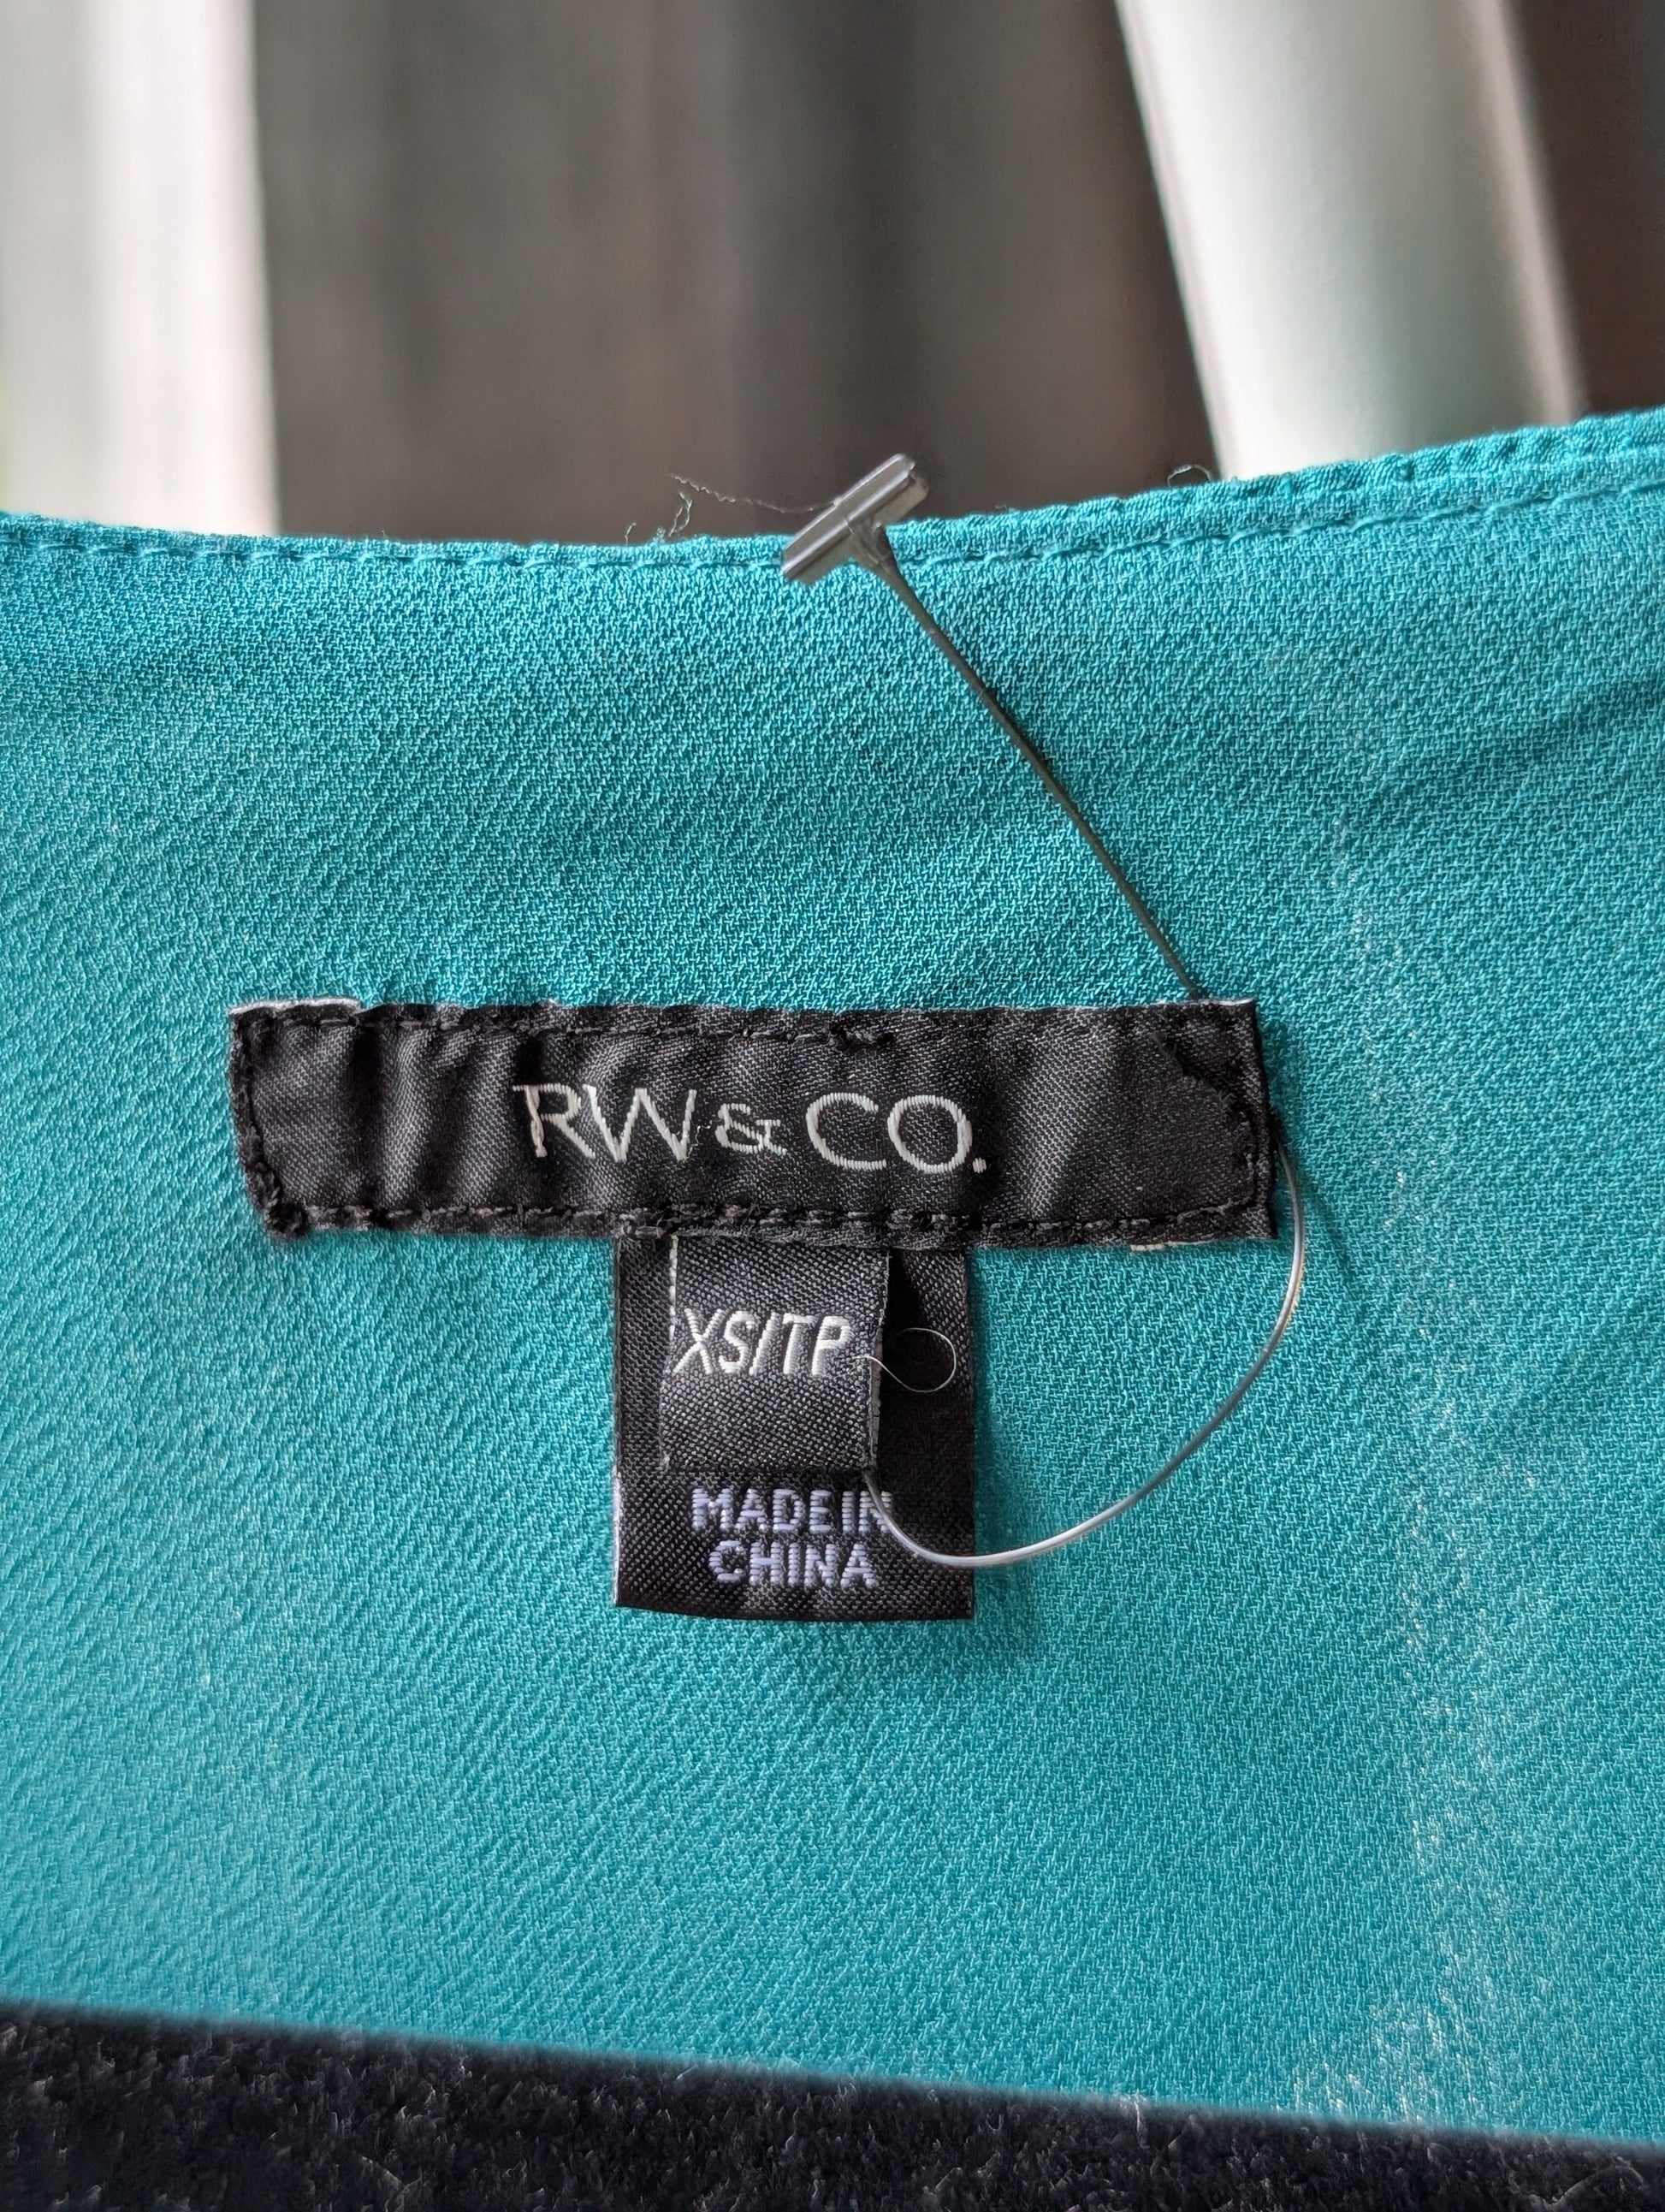 RW & CO.
XS/TP
MADE IN
CHINA